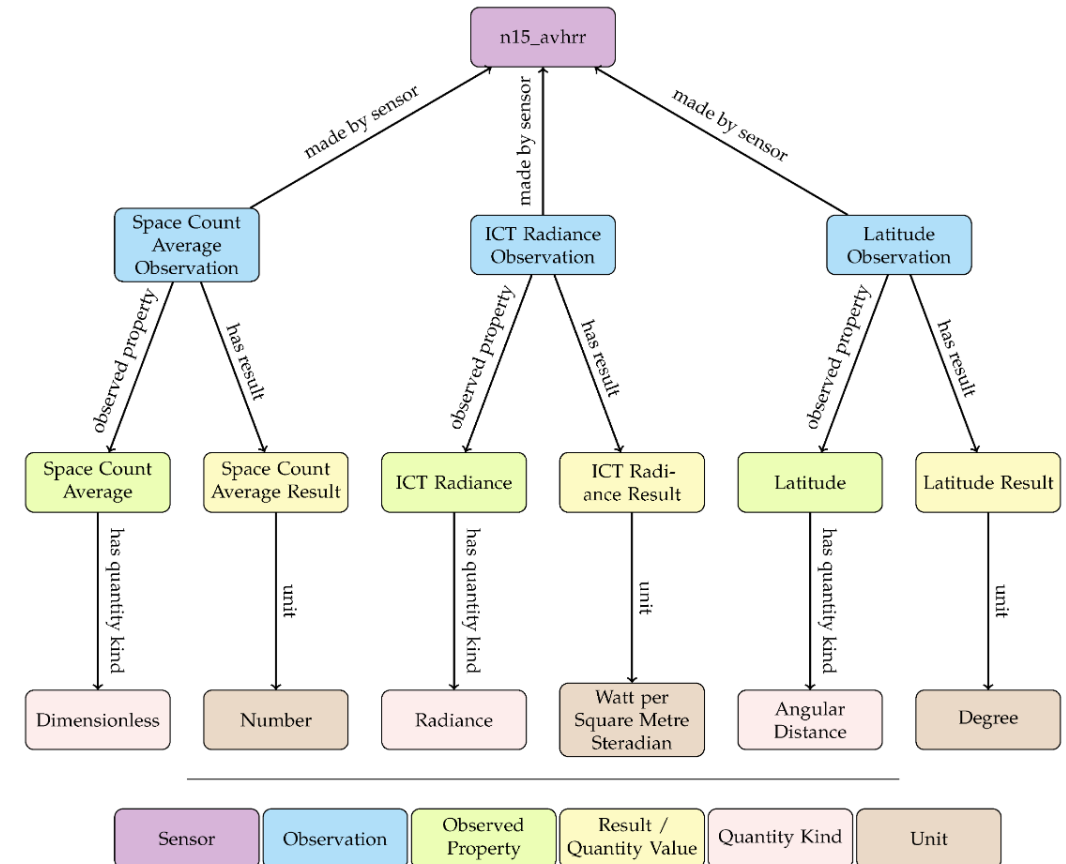 n15_avhrr
made by sensor
made by sensor
made by sensor
Space Count
Average
Observation
ICT Radiance
Observation
Latitude
Observation
observed property
has result
observed property
has result
observed property
has result
Space Count
Average
Space Count
Average Result
ICT Radiance
ICT Radi-
ance Result
Latitude
Latitude Result
has quantity kind
unit
has quantity kind
unit
has quantity kind
unit
Dimensionless
Number
Radiance
Watt per
Square Metre
Steradian
Angular
Distance
Degree
Sensor
Observation
Observed
Property
Result /
Quantity Value
Quantity Kind
Unit